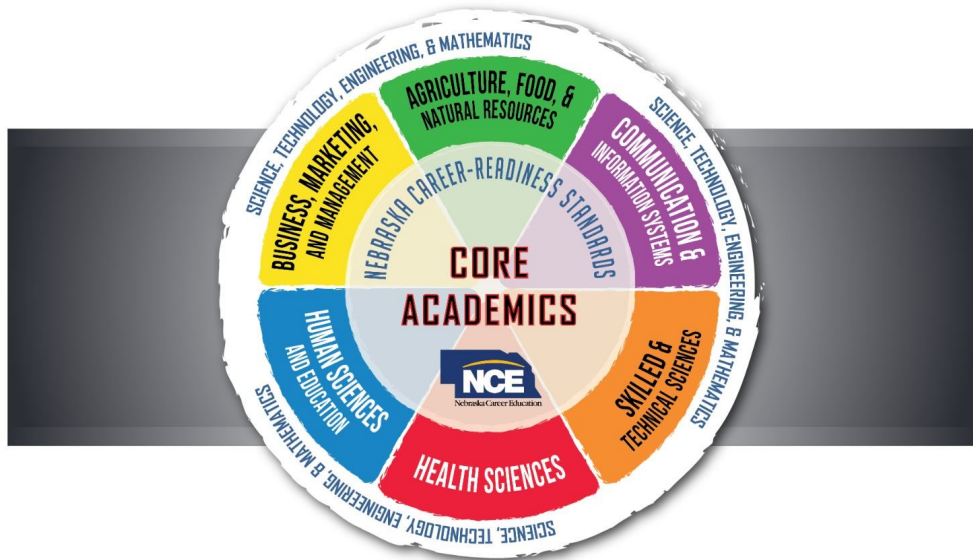 SCIENCE, TECHNOLOGY, ENGINEERING, & MATHEMATICS
SCIENCE, TECHNOLOGY, ENGINEERING, & MATHEMATICS
SCIENCE, TECHNOLOGY, ENGINEERING, & MATHEMATICS
AGRICULTURE, FOOD, &
NATURAL RESOURCES
COMMUNICATION &
INFORMATION SYSTEMS
SKILLED &
TECHNICAL SCIENCES
HEALTH SCIENCES
HUMAN SCIENCES
AND EDUCATION
BUSINESS, MARKETING,
AND MANAGEMENT
NEBRASKA CAREER-READINESS STANDARDS
CORE
ACADEMICS
NCE
Nebraska Career Education